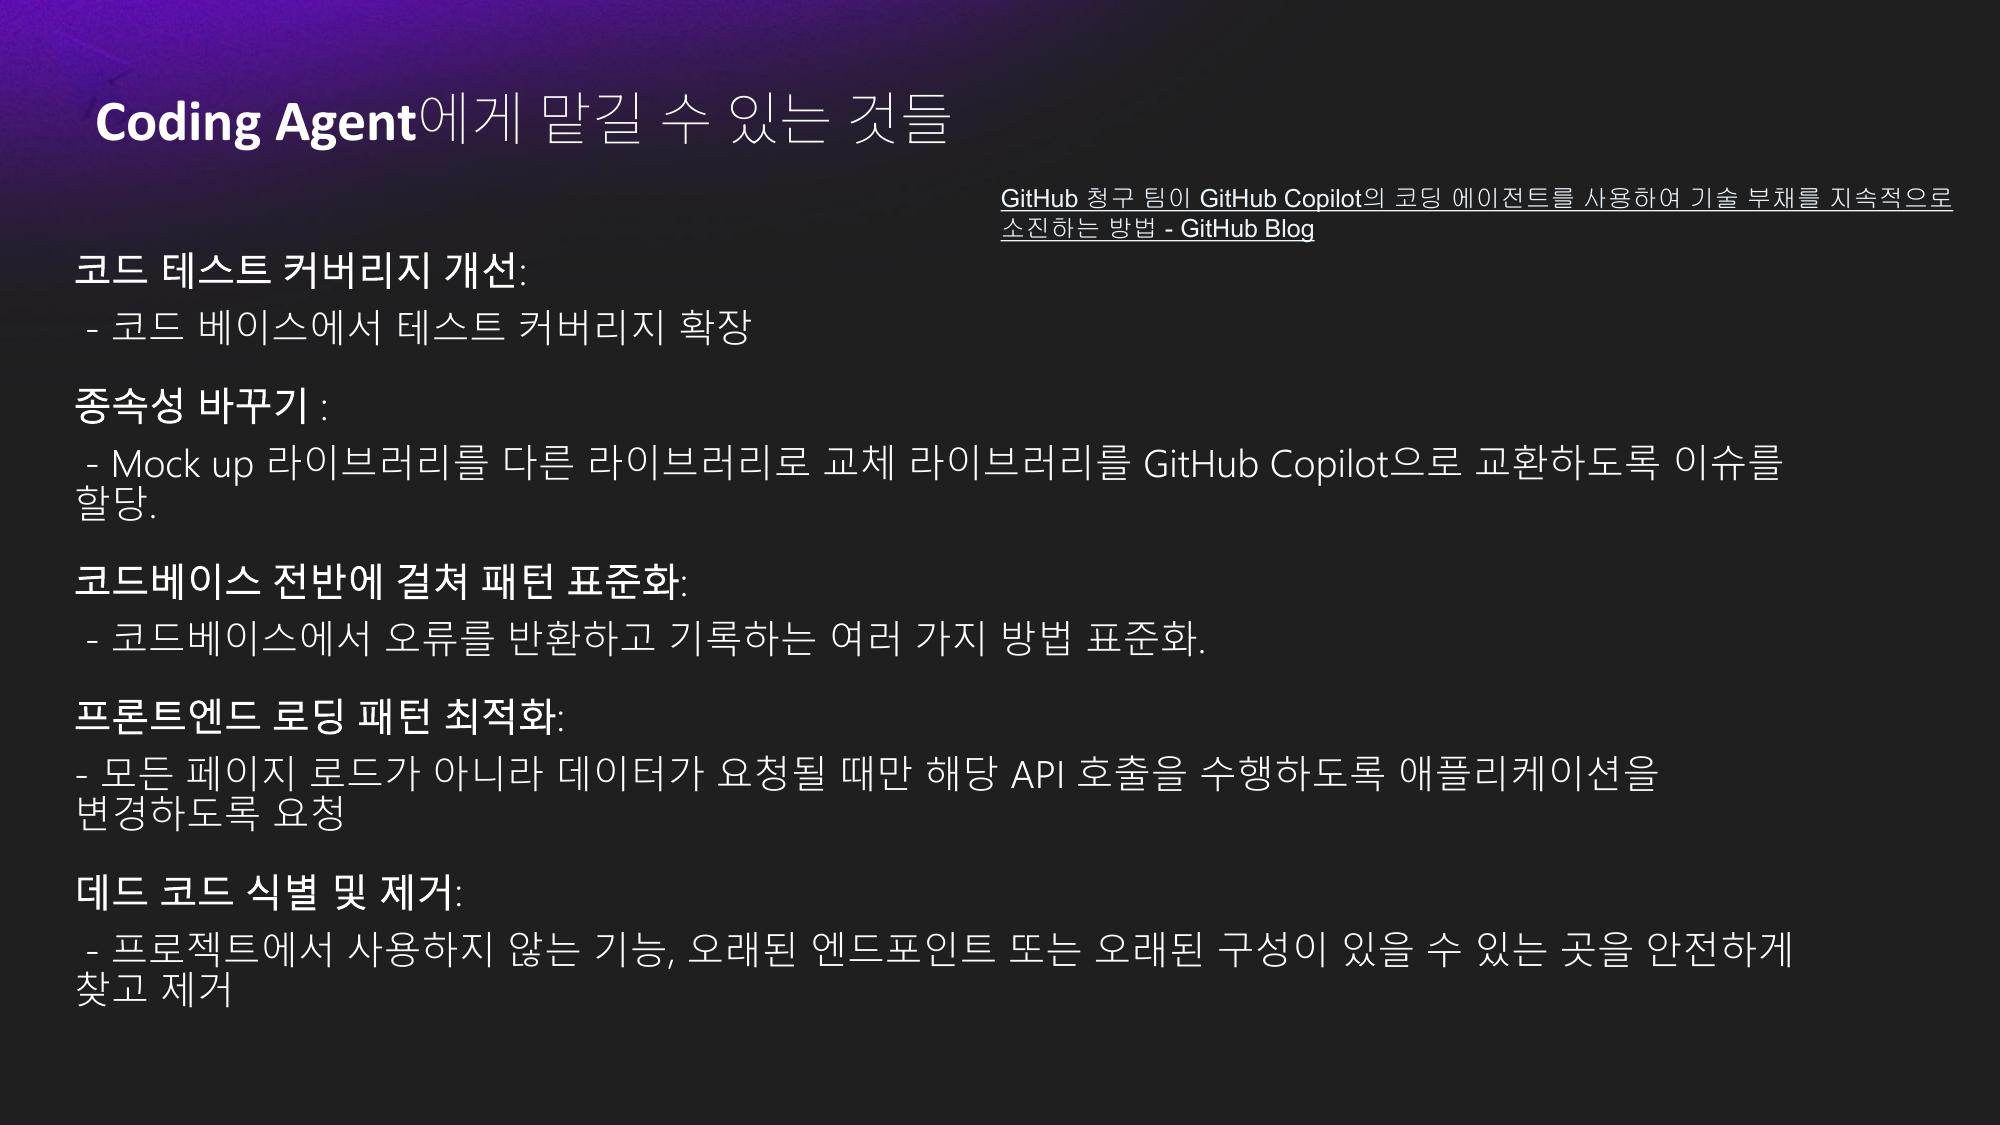 Coding Agent에게 맡길 수 있는 것들
GitHub 청구 팀이 GitHub Copilot의 코딩 에이전트를 사용하여 기술 부채를 지속적으로
소진하는 방법 - GitHub Blog
코드 테스트 커버리지 개선:
- 코드 베이스에서 테스트 커버리지 확장
종속성 바꾸기 :
- Mock up 라이브러리를 다른 라이브러리로 교체 라이브러리를 GitHub Copilot으로 교환하도록 이슈를
할당.
코드베이스 전반에 걸쳐 패턴 표준화:
- 코드베이스에서 오류를 반환하고 기록하는 여러 가지 방법 표준화.
프론트엔드 로딩 패턴 최적화:
- 모든 페이지 로드가 아니라 데이터가 요청될 때만 해당 API 호출을 수행하도록 애플리케이션을
변경하도록 요청
데드 코드 식별 및 제거:
- 프로젝트에서 사용하지 않는 기능, 오래된 엔드포인트 또는 오래된 구성이 있을 수 있는 곳을 안전하게
찾고 제거